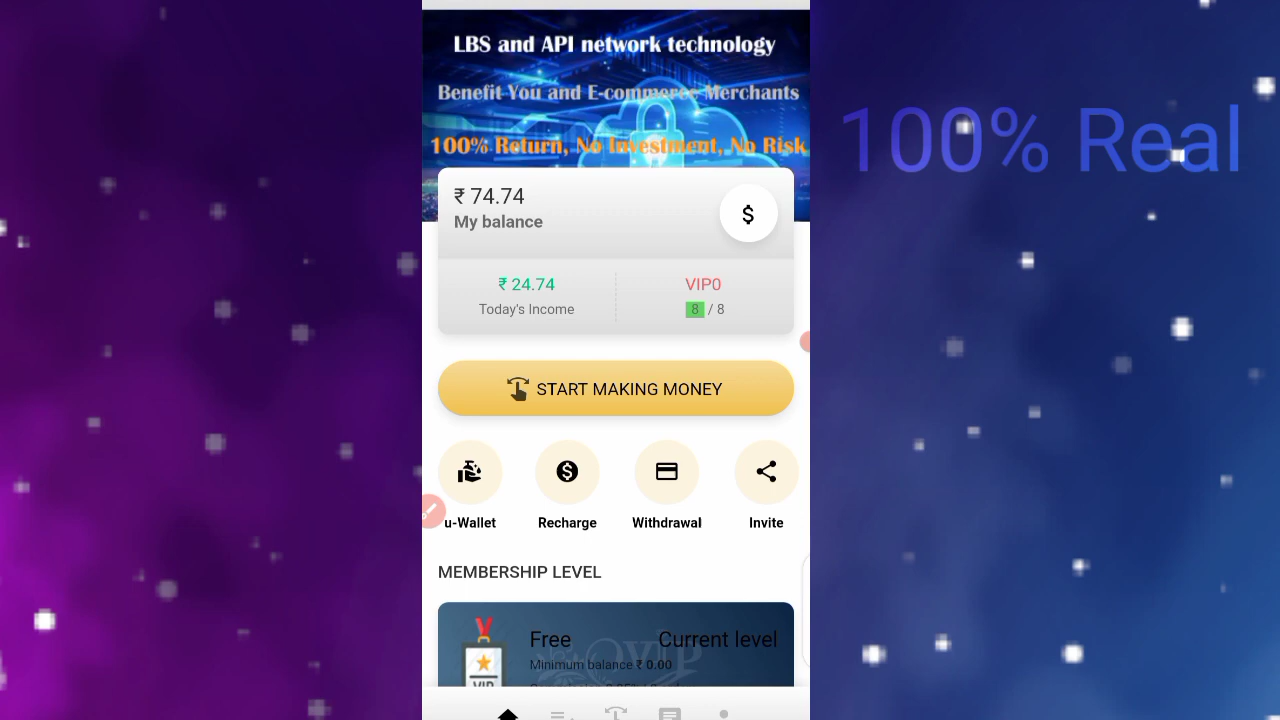 LBS and API network technology
Benefit You and E-commerce Merchants
100% Return, No Investment, No Risk
100% Real
₹ 74.74
My balance
$
₹ 24.74
VIP0
Today's Income
8 / 8
START MAKING MONEY
u-Wallet
Recharge
Withdrawal
Invite
MEMBERSHIP LEVEL
Free
Current level
Minimum balance ₹ 0.00
VIP